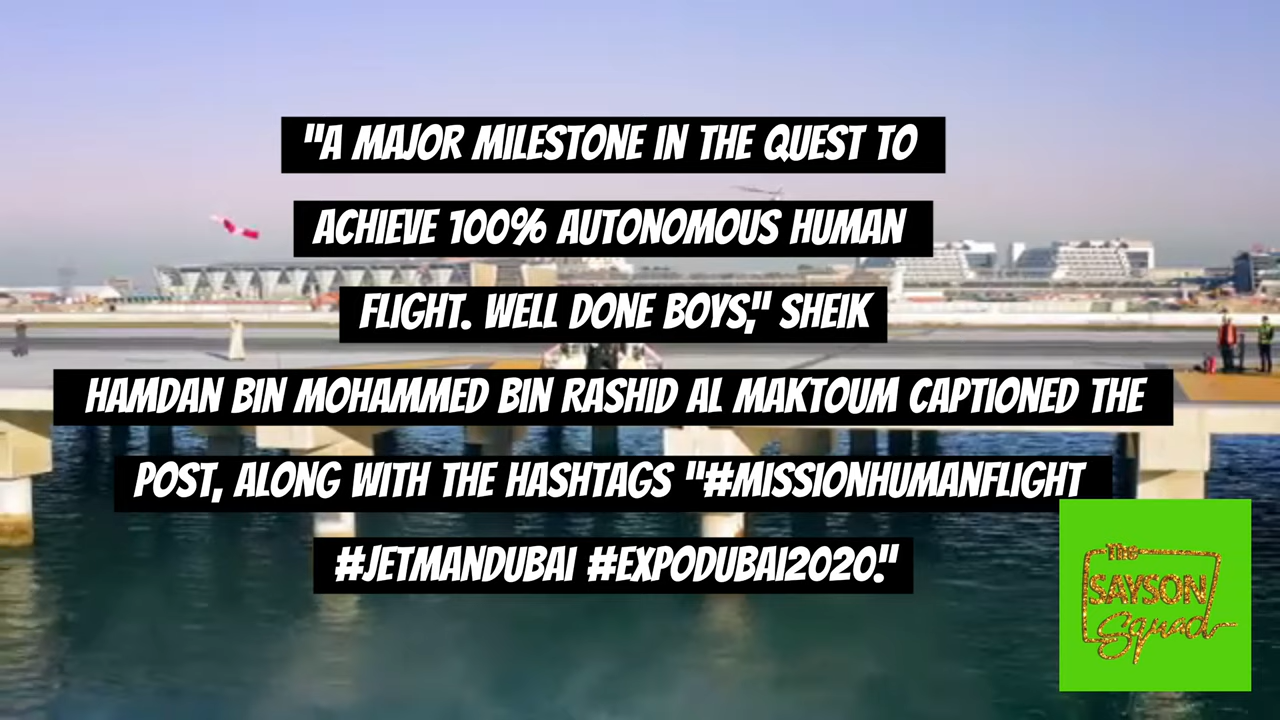 "A MAJOR MILESTONE IN THE QUEST TO
ACHIEVE 100% AUTONOMOUS HUMAN
FLIGHT. WELL DONE BOYS," SHEIK
HAMDAN BIN MOHAMMED BIN RASHID AL MAKTOUM CAPTIONED THE
POST, ALONG WITH THE HASHTAGS "#MISSIONHUMANFLIGHT
#JETMANDUBAI #EXPODUBAI2020."
The
SAYSON
Squad